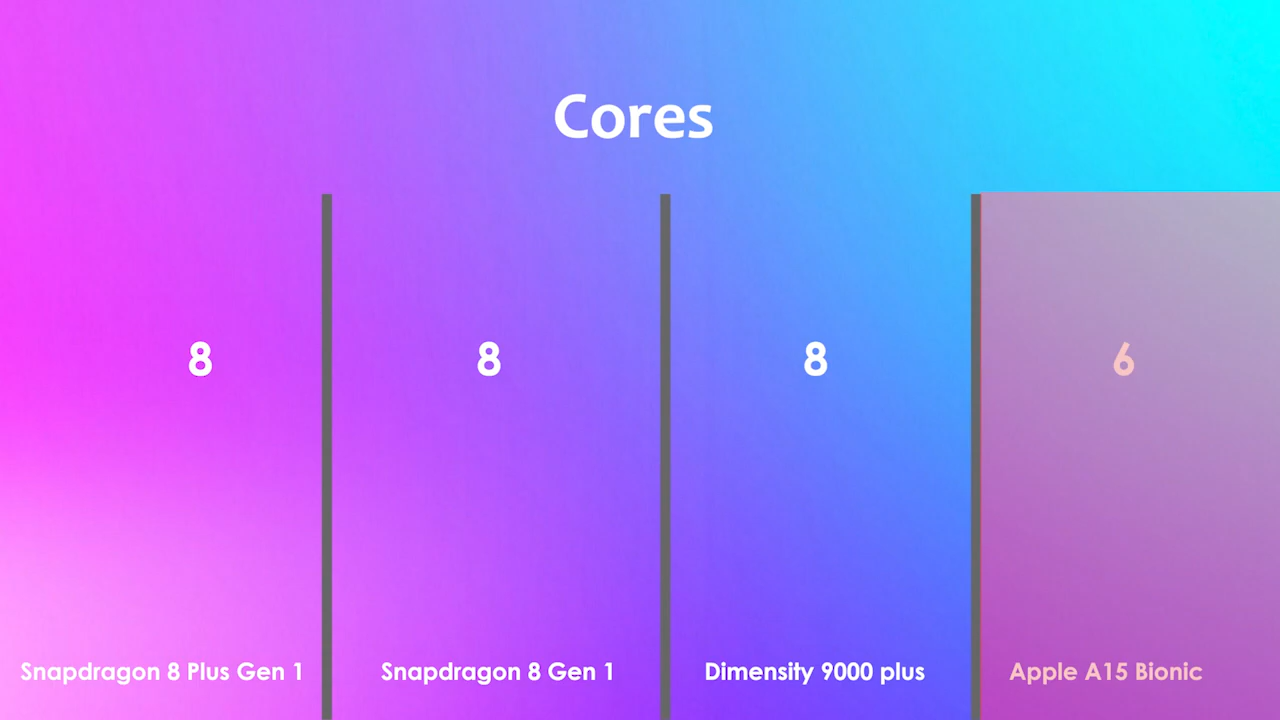 Cores
8
8
8
6
Snapdragon 8 Plus Gen 1
Snapdragon 8 Gen 1
Dimensity 9000 plus
Apple A15 Bionic